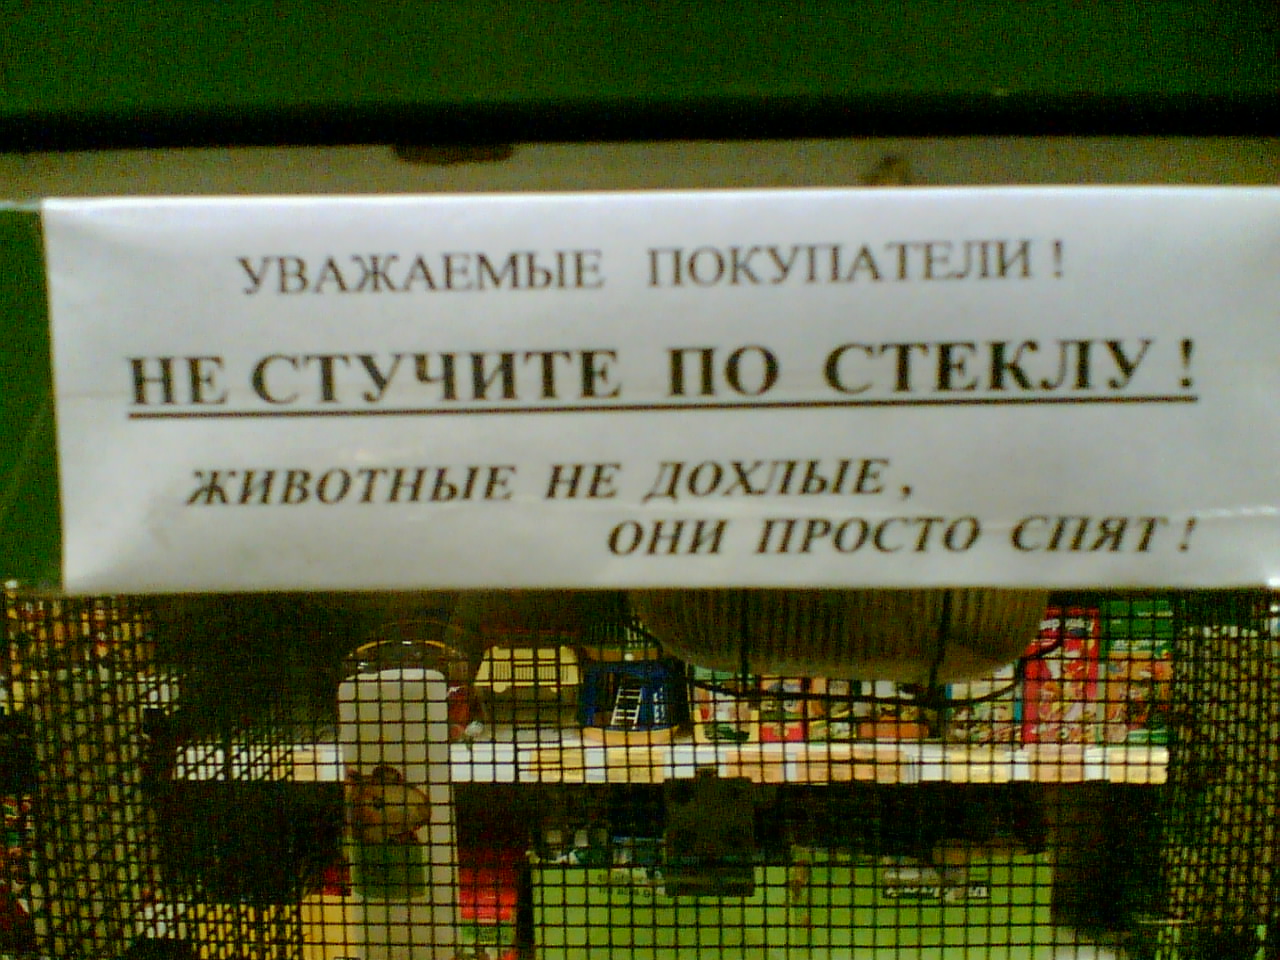 УВАЖАЕМЫЕ ПОКУПАТЕЛИ !
НЕ СТУЧИТЕ ПО СТЕКЛУ !
ЖИВОТНЫЕ НЕ ДОХЛЫЕ ,
ОНИ ПРОСТО СПЯТ !